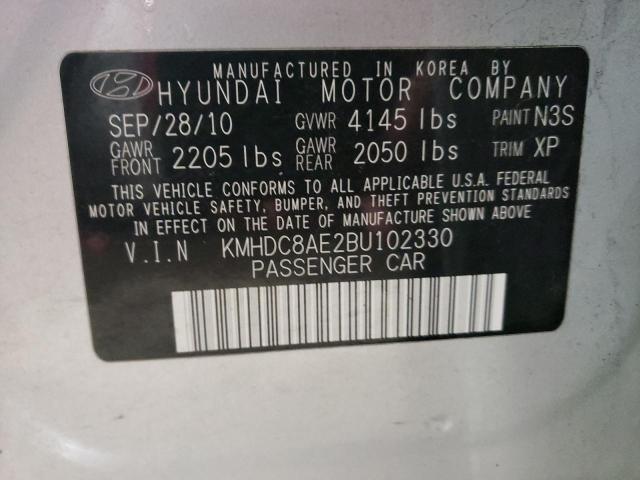 MANUFACTURED IN KOREA BY
HYUNDAI MOTOR COMPANY
SEP/28/10 GVWR 4145 lbs PAINT N3S
GAWR FRONT 2205 lbs GAWR REAR 2050 lbs TRIM XP
THIS VEHICLE CONFORMS TO ALL APPLICABLE U.S.A. FEDERAL
MOTOR VEHICLE SAFETY, BUMPER, AND THEFT PREVENTION STANDARDS
IN EFFECT ON THE DATE OF MANUFACTURE SHOWN ABOVE
V.I.N KMHDC8AE2BU102330
PASSENGER CAR